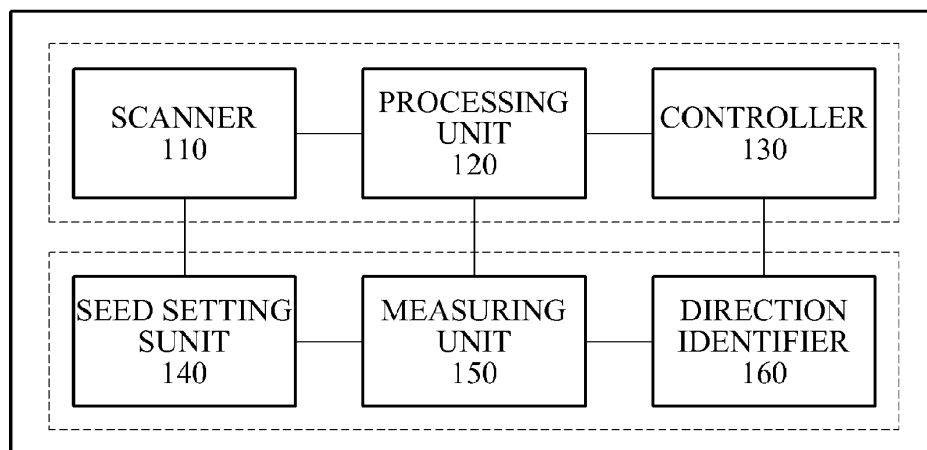 SCANNER
110
PROCESSING
UNIT
120
CONTROLLER
130
SEED SETTING
SUNIT
140
MEASURING
UNIT
150
DIRECTION
IDENTIFIER
160